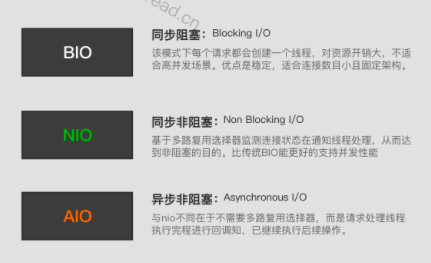 read.cn
BIO
同步阻塞：Blocking I/O
该模式下每个请求都会创建一个线程，对资源开销大，不适
合高并发场景。优点是稳定，适合连接数目小且固定架构。
NIO
同步非阻塞：Non Blocking I/O
基于多路复用选择器监测连接状态在通知线程处理，从而达
到非阻塞的目的。比传统BIO能更好的支持并发性能
AIO
异步非阻塞：Asynchronous I/O
与nio不同在于不需要多路复用选择器，而是请求处理线程
执行完程进行回调知，已继续执行后续操作。